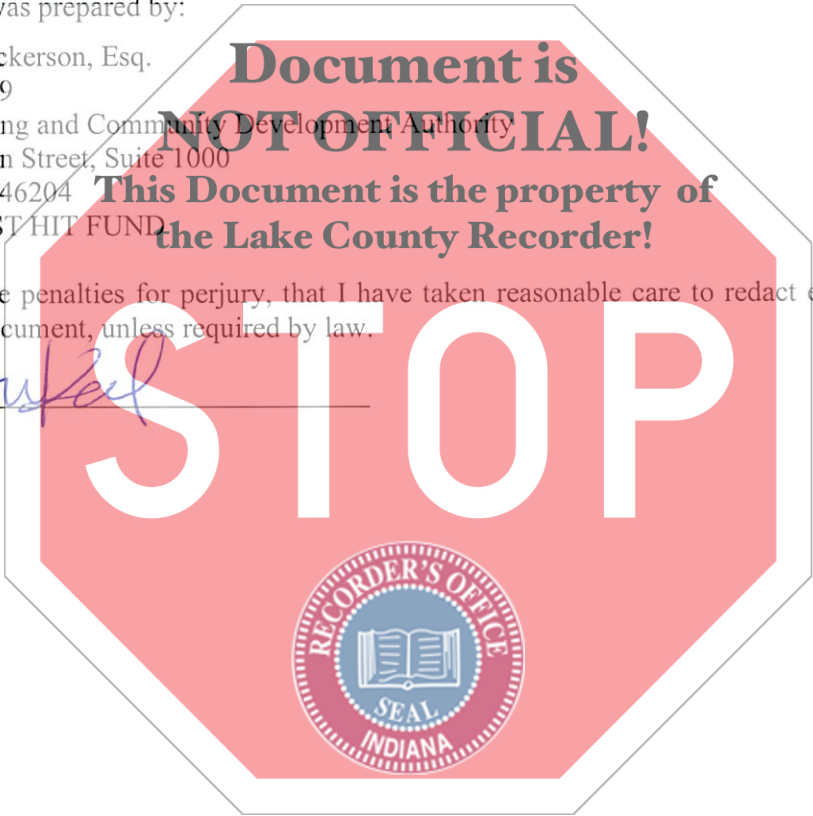 was prepared by:
ckerson, Esq.
9
ng and Community Development Authority
n Street, Suite 1000
46204
ST HIT FUND
e penalties for perjury, that I have taken reasonable care to redact e
cument, unless required by law.
Document is
NOT OFFICIAL!
This Document is the property of
the Lake County Recorder!
STOP
RECORDER'S OFFICE
SEAL
INDIANA